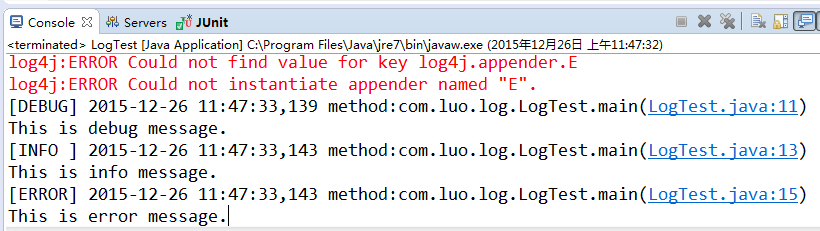 Console Servers JUnit
<terminated> LogTest [Java Application] C:\Program Files\Java\jre7\bin\javaw.exe (2015年12月26日 上午11:47:32)
log4j:ERROR Could not find value for key log4j.appender.E
log4j:ERROR Could not instantiate appender named "E".
[DEBUG] 2015-12-26 11:47:33,139 method:com.luo.log.LogTest.main(LogTest.java:11)
This is debug message.
[INFO ] 2015-12-26 11:47:33,143 method:com.luo.log.LogTest.main(LogTest.java:13)
This is info message.
[ERROR] 2015-12-26 11:47:33,143 method:com.luo.log.LogTest.main(LogTest.java:15)
This is error message.